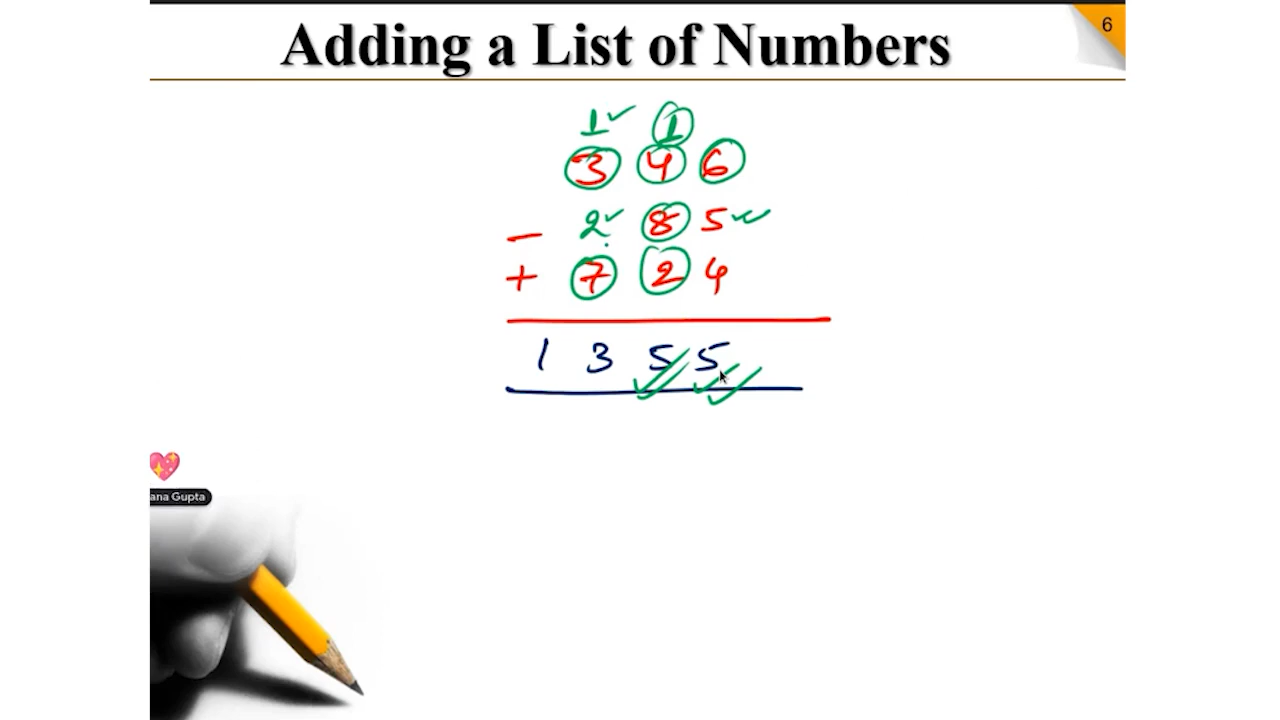 6
Adding a List of Numbers
1 1
3 4 6
- 2 8 5
+ 7 2 4
1 3 5 5
ana Gupta